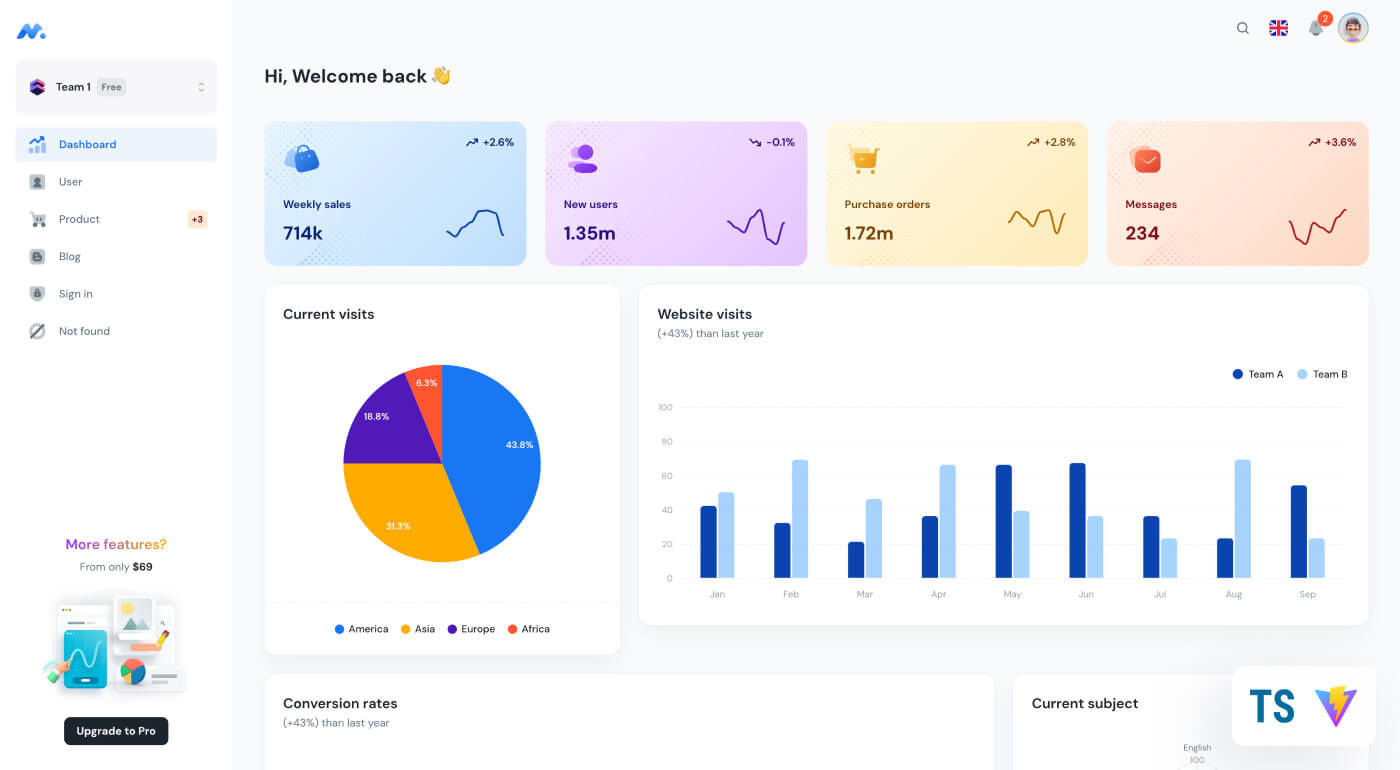 2
Hi, Welcome back 👋
Team 1 Free
Dashboard
User
Product +3
Blog
Sign in
Not found
More features?
From only $69
Upgrade to Pro
+2.6%
Weekly sales
714k
-0.1%
New users
1.35m
+2.8%
Purchase orders
1.72m
+3.6%
Messages
234
Current visits
6.3%
18.8%
43.8%
31.3%
America Asia Europe Africa
Website visits
(+43%) than last year
Team A Team B
100
80
60
40
20
0
Jan Feb Mar Apr May Jun Jul Aug Sep
Conversion rates
(+43%) than last year
Current subject
English
100
TS